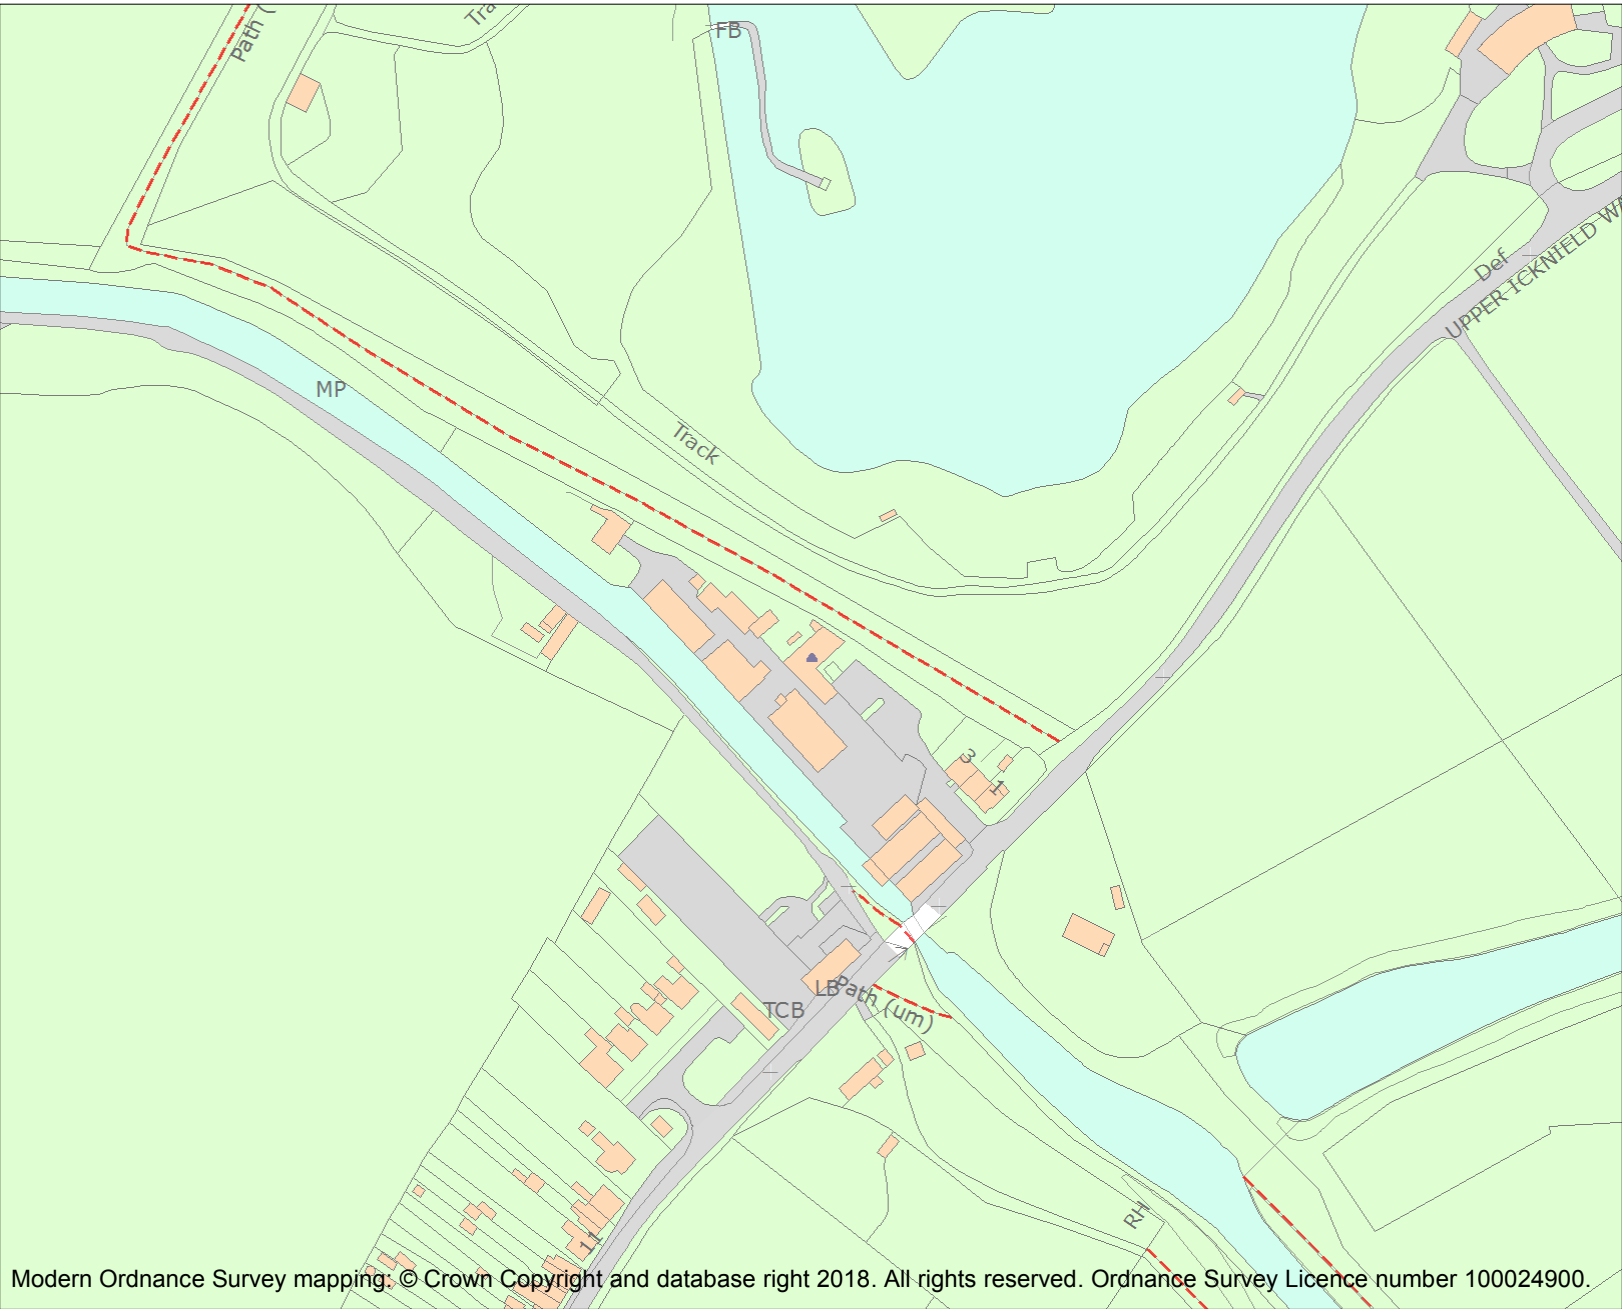 Path (
Tra
FB
Def
UPPER ICKNIELD WA
MP
Track
3
1
LB
Path (um)
TCB
RH
11
Modern Ordnance Survey mapping: © Crown Copyright and database right 2018. All rights reserved. Ordnance Survey Licence number 100024900.